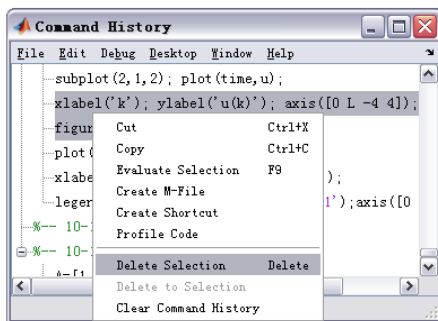 Command History
File Edit Debug Desktop Window Help
subplot(2,1,2); plot(time,u);
xlabel('k'); ylabel('u(k)'); axis([0 L -4 4]);
figur
plot(
xlabe );
leger 1');axis([0
%-- 10-
%-- 10-
A=[1
Cut Ctrl+X
Copy Ctrl+C
Evaluate Selection F9
Create M-File
Create Shortcut
Profile Code
Delete Selection Delete
Delete to Selection
Clear Command History